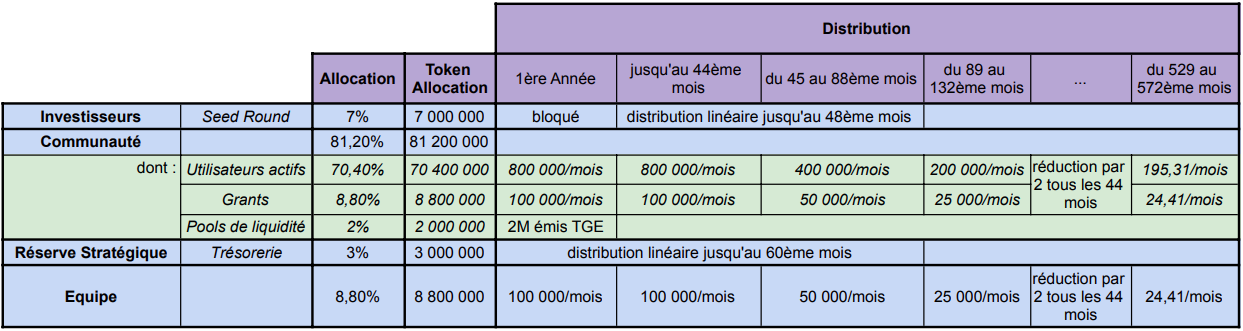 Distribution
Allocation Token Allocation 1ère Année jusqu'au 44ème mois du 45 au 88ème mois du 89 au 132ème mois ... du 529 au 572ème mois
Investisseurs Seed Round 7% 7 000 000 bloqué distribution linéaire jusqu'au 48ème mois
Communauté 81,20% 81 200 000
dont : Utilisateurs actifs 70,40% 70 400 000 800 000/mois 800 000/mois 400 000/mois 200 000/mois réduction par 2 tous les 44 mois 195,31/mois
Grants 8,80% 8 800 000 100 000/mois 100 000/mois 50 000/mois 25 000/mois 24,41/mois
Pools de liquidité 2% 2 000 000 2M émis TGE
Réserve Stratégique Trésorerie 3% 3 000 000 distribution linéaire jusqu'au 60ème mois
Equipe 8,80% 8 800 000 100 000/mois 100 000/mois 50 000/mois 25 000/mois réduction par 2 tous les 44 mois 24,41/mois